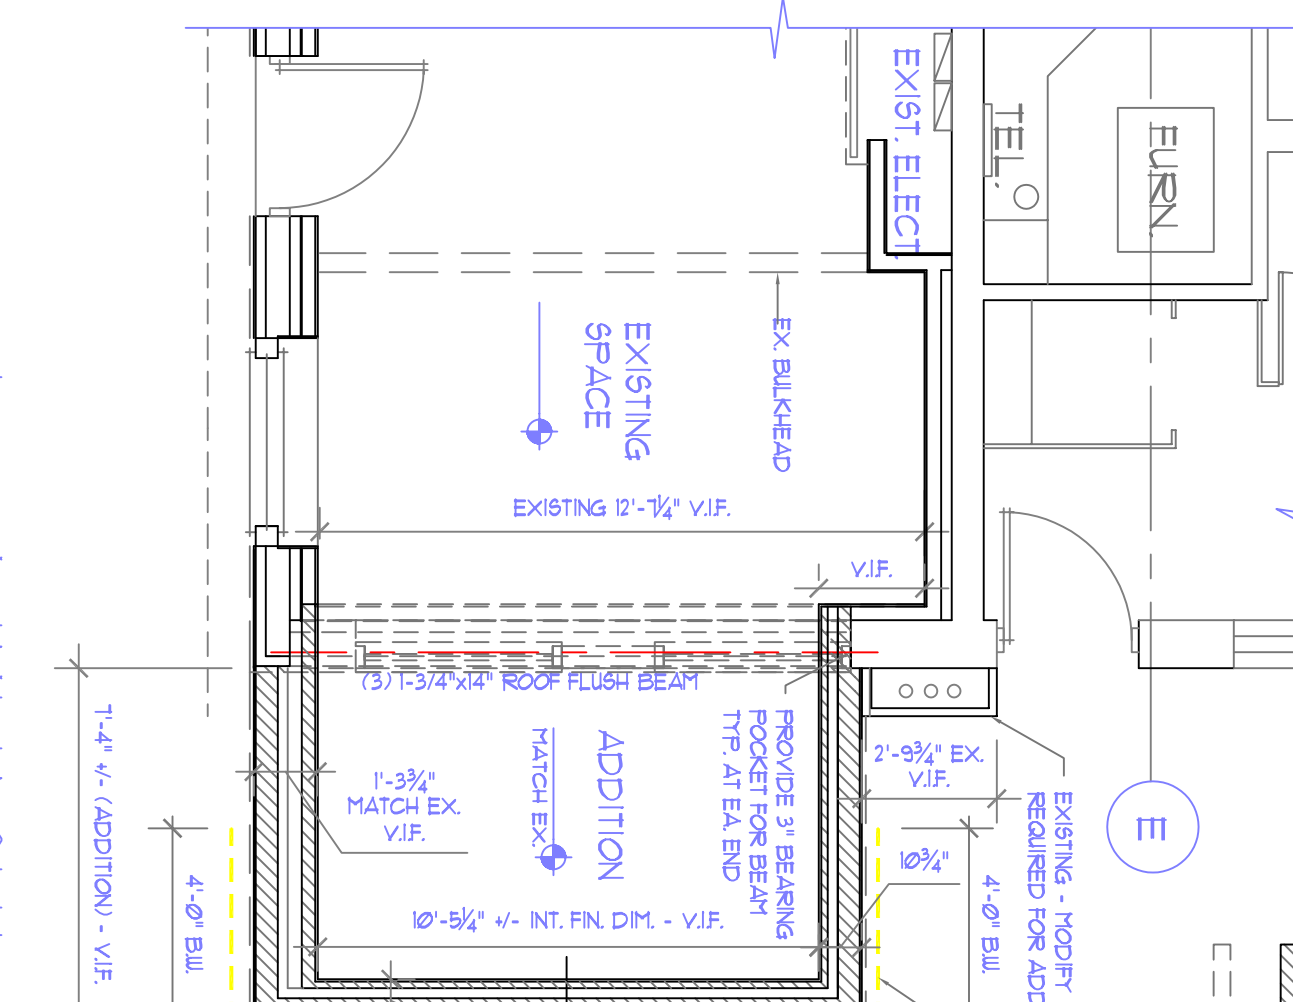 EXIST. ELECT.
TEL.
FURN.
EXISTING
SPACE
EX. BULKHEAD
EXISTING 12'-7¼" V.I.F.
V.I.F.
(3) 1-3/4"x14" ROOF FLUSH BEAM
ADDITION
MATCH EX.
PROVIDE 3" BEARING
POCKET FOR BEAM
TYP. AT EA. END
1'-3¾"
MATCH EX.
V.I.F.
2'-9¾" EX.
V.I.F.
10¾"
10'-5¼" +/- INT. FIN. DIM. - V.I.F.
7'-4" +/- (ADDITION) - V.I.F.
4'-0" B.W.
4'-0" B.W.
EXISTING - MODIFY
REQUIRED FOR ADD
E